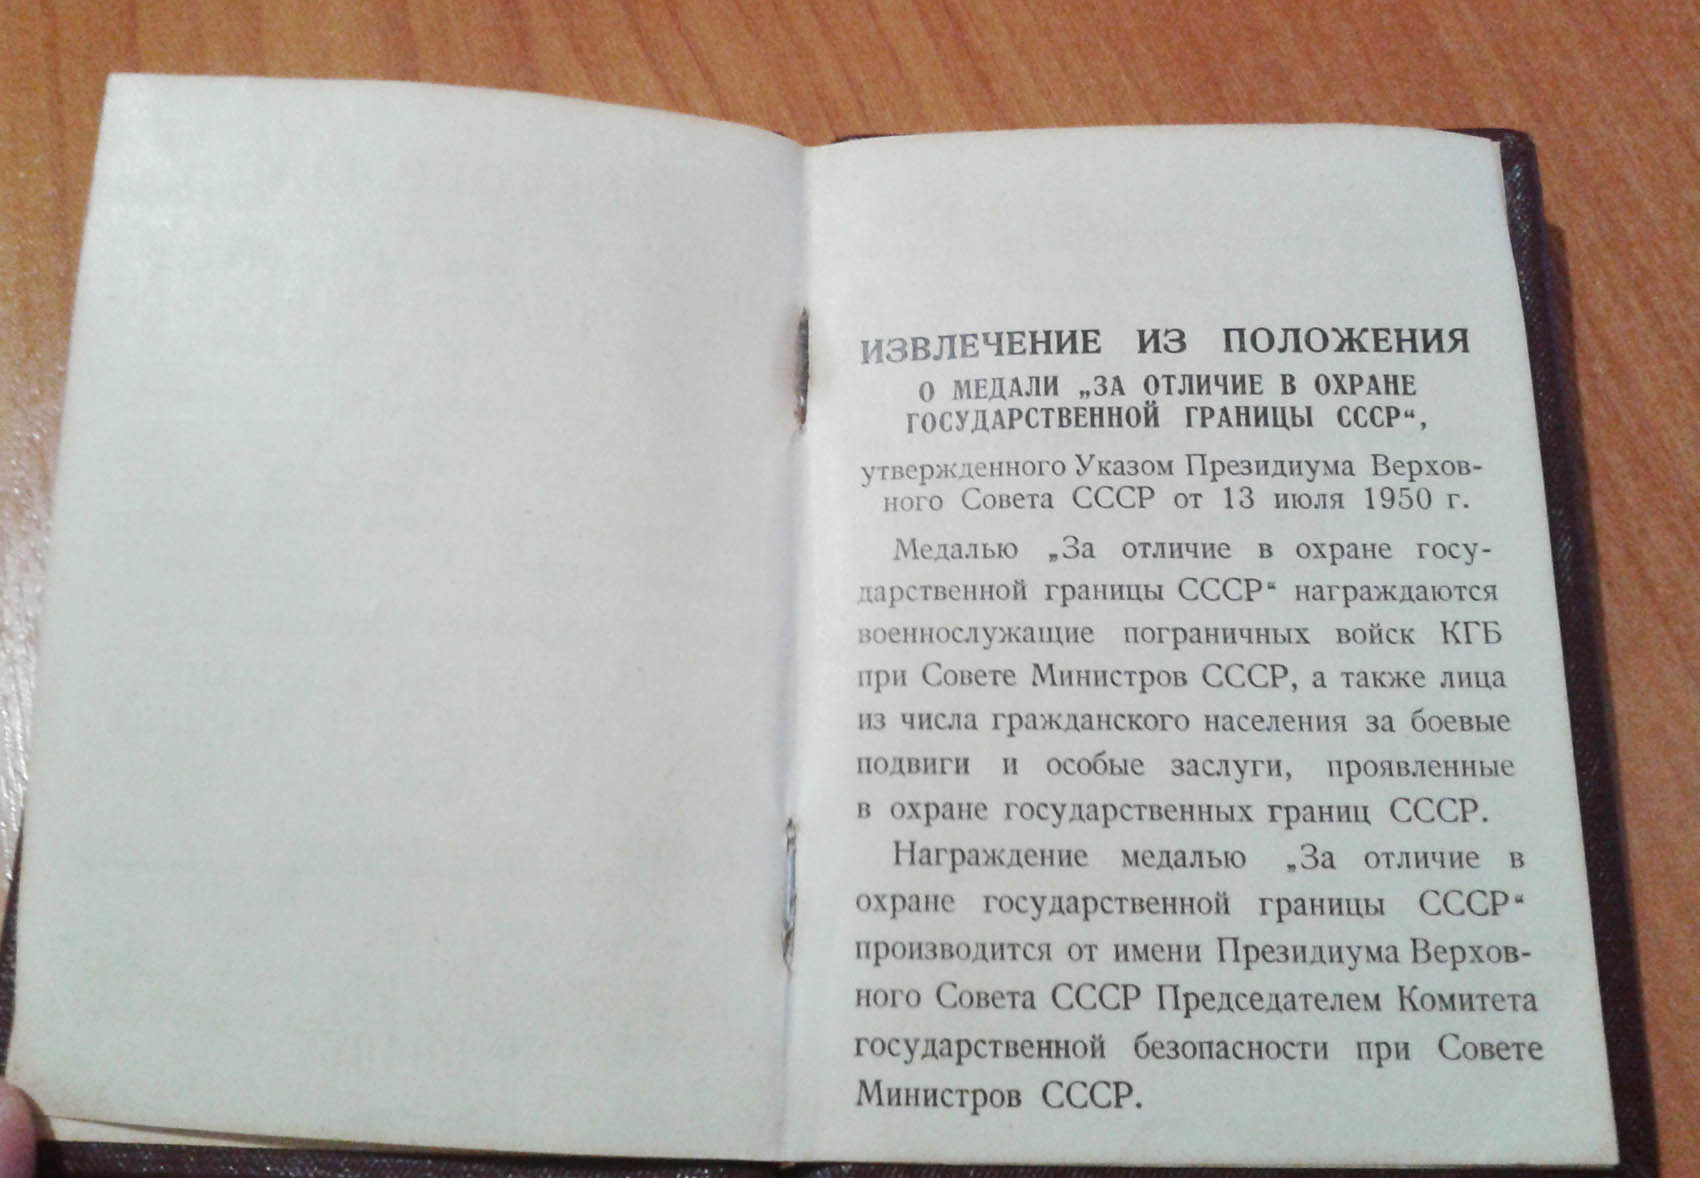 ИЗВЛЕЧЕНИЕ ИЗ ПОЛОЖЕНИЯ
О МЕДАЛИ „ЗА ОТЛИЧИЕ В ОХРАНЕ
ГОСУДАРСТВЕННОЙ ГРАНИЦЫ СССР“,
утвержденного Указом Президиума Верхов-
ного Совета СССР от 13 июля 1950 г.
Медалью „За отличие в охране госу-
дарственной границы СССР“ награждаются
военнослужащие пограничных войск КГБ
при Совете Министров СССР, а также лица
из числа гражданского населения за боевые
подвиги и особые заслуги, проявленные
в охране государственных границ СССР.
Награждение медалью „За отличие в
охране государственной границы СССР“
производится от имени Президиума Верхов-
ного Совета СССР Председателем Комитета
государственной безопасности при Совете
Министров СССР.